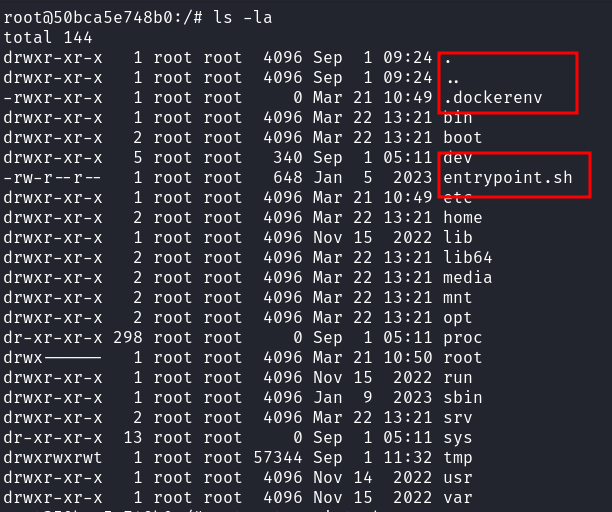 root@50bca5e748b0:/# ls -la
total 144
drwxr-xr-x   1 root root  4096 Sep  1 09:24 .
drwxr-xr-x   1 root root  4096 Sep  1 09:24 ..
-rwxr-xr-x   1 root root     0 Mar 21 10:49 .dockerenv
drwxr-xr-x   1 root root  4096 Mar 22 13:21 bin
drwxr-xr-x   2 root root  4096 Mar 22 13:21 boot
drwxr-xr-x   5 root root   340 Sep  1 05:11 dev
-rw-r--r--   1 root root   648 Jan  5  2023 entrypoint.sh
drwxr-xr-x   1 root root  4096 Mar 21 10:49 etc
drwxr-xr-x   2 root root  4096 Mar 22 13:21 home
drwxr-xr-x   1 root root  4096 Nov 15  2022 lib
drwxr-xr-x   2 root root  4096 Mar 22 13:21 lib64
drwxr-xr-x   2 root root  4096 Mar 22 13:21 media
drwxr-xr-x   2 root root  4096 Mar 22 13:21 mnt
drwxr-xr-x   2 root root  4096 Mar 22 13:21 opt
dr-xr-xr-x 298 root root     0 Sep  1 05:11 proc
drwx------   1 root root  4096 Mar 21 10:50 root
drwxr-xr-x   1 root root  4096 Nov 15  2022 run
drwxr-xr-x   1 root root  4096 Jan  9  2023 sbin
drwxr-xr-x   2 root root  4096 Mar 22 13:21 srv
dr-xr-xr-x  13 root root     0 Sep  1 05:11 sys
drwxrwxrwt   1 root root 57344 Sep  1 11:32 tmp
drwxr-xr-x   1 root root  4096 Nov 14  2022 usr
drwxr-xr-x   1 root root  4096 Nov 15  2022 var